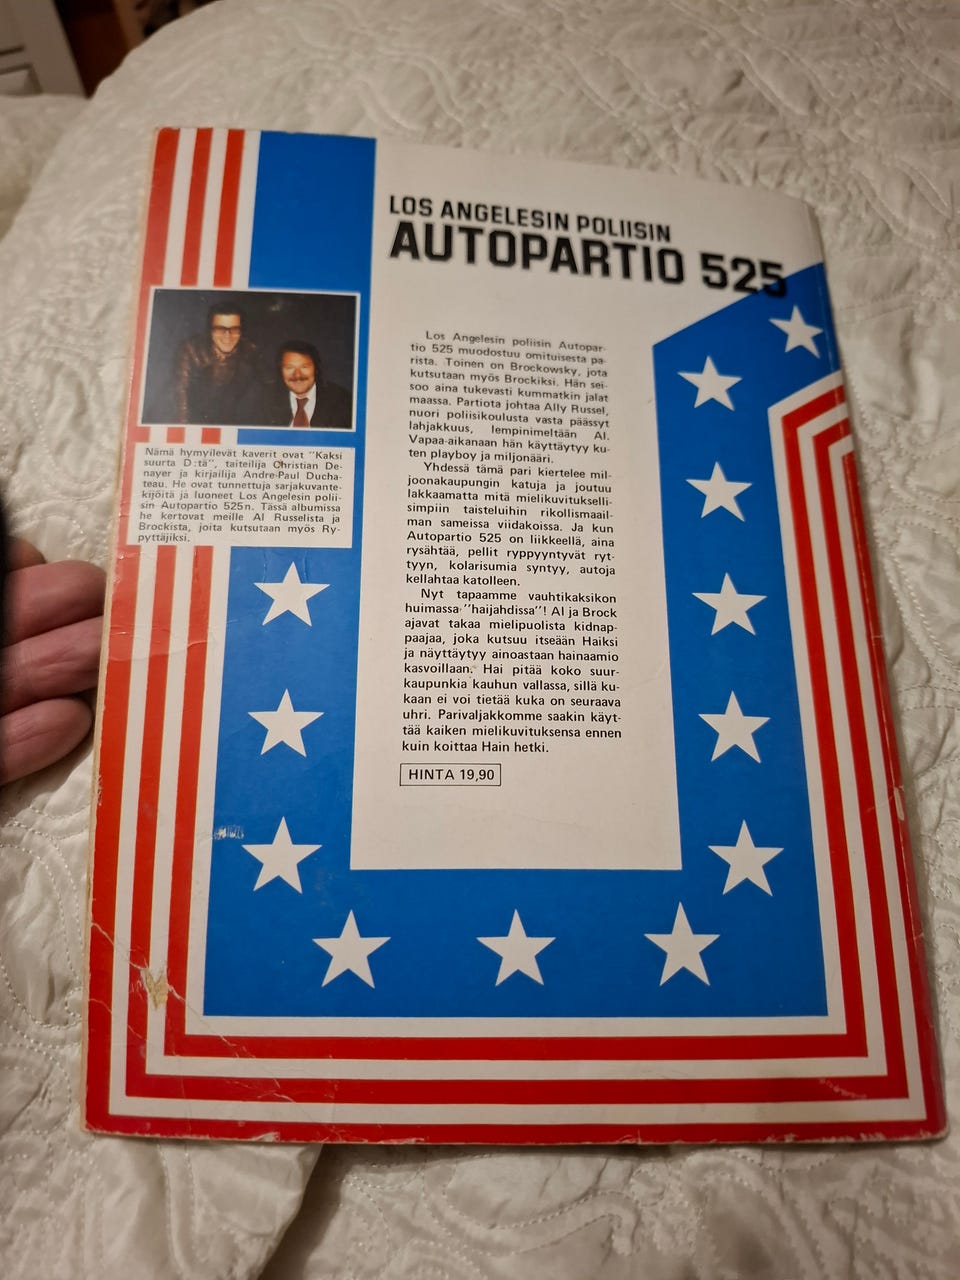 LOS ANGELESIN POLIISIN
AUTOPARTIO 525
Nämä hymyilevät kaverit ovat "Kaksi
suurta D:tä", taiteilija Christian De-
nayer ja kirjailija Andre-Paul Ducha-
teau. He ovat tunnettuja sarjakuvante-
kijöitä ja luoneet Los Angelesin polii-
sin Autopartio 525n. Tässä albumissa
he kertovat meille Al Russelista ja
Brockista, joita kutsutaan myös Ry-
pyttäjiksi.
Los Angelesin poliisin Autopar-
tio 525 muodostuu omituisesta pa-
rista. Toinen on Brockowsky, jota
kutsutaan myös Brockiksi. Hän sei-
soo aina tukevasti kummatkin jalat
maassa. Partiota johtaa Ally Russel,
nuori poliisikoulusta vasta päässyt
lahjakkuus, lempinimeltään Al.
Vapaa-aikanaan hän käyttäytyy ku-
ten playboy ja miljonääri.
Yhdessä tämä pari kiertelee mil-
joonakaupungin katuja ja joutuu
lakkaamatta mitä mielikuvitukselli-
simpiin taisteluihin rikollismaail-
man sameissa viidakoissa. Ja kun
Autopartio 525 on liikkeellä, aina
rysähtää, pellit ryppyyntyvät ryt-
tyyn, kolarisumia syntyy, autoja
kellahtaa katolleen.
Nyt tapaamme vauhtikaksikon
huimassa "haijahdissa"! Al ja Brock
ajavat takaa mielipuolista kidnap-
paajaa, joka kutsuu itseään Haiksi
ja näyttäytyy ainoastaan hainaamio
kasvoillaan. Hai pitää koko suur-
kaupunkia kauhun vallassa, sillä ku-
kaan ei voi tietää kuka on seuraava
uhri. Parivaljakkomme saakin käyt-
tää kaiken mielikuvituksensa ennen
kuin koittaa Hain hetki.
HINTA 19,90